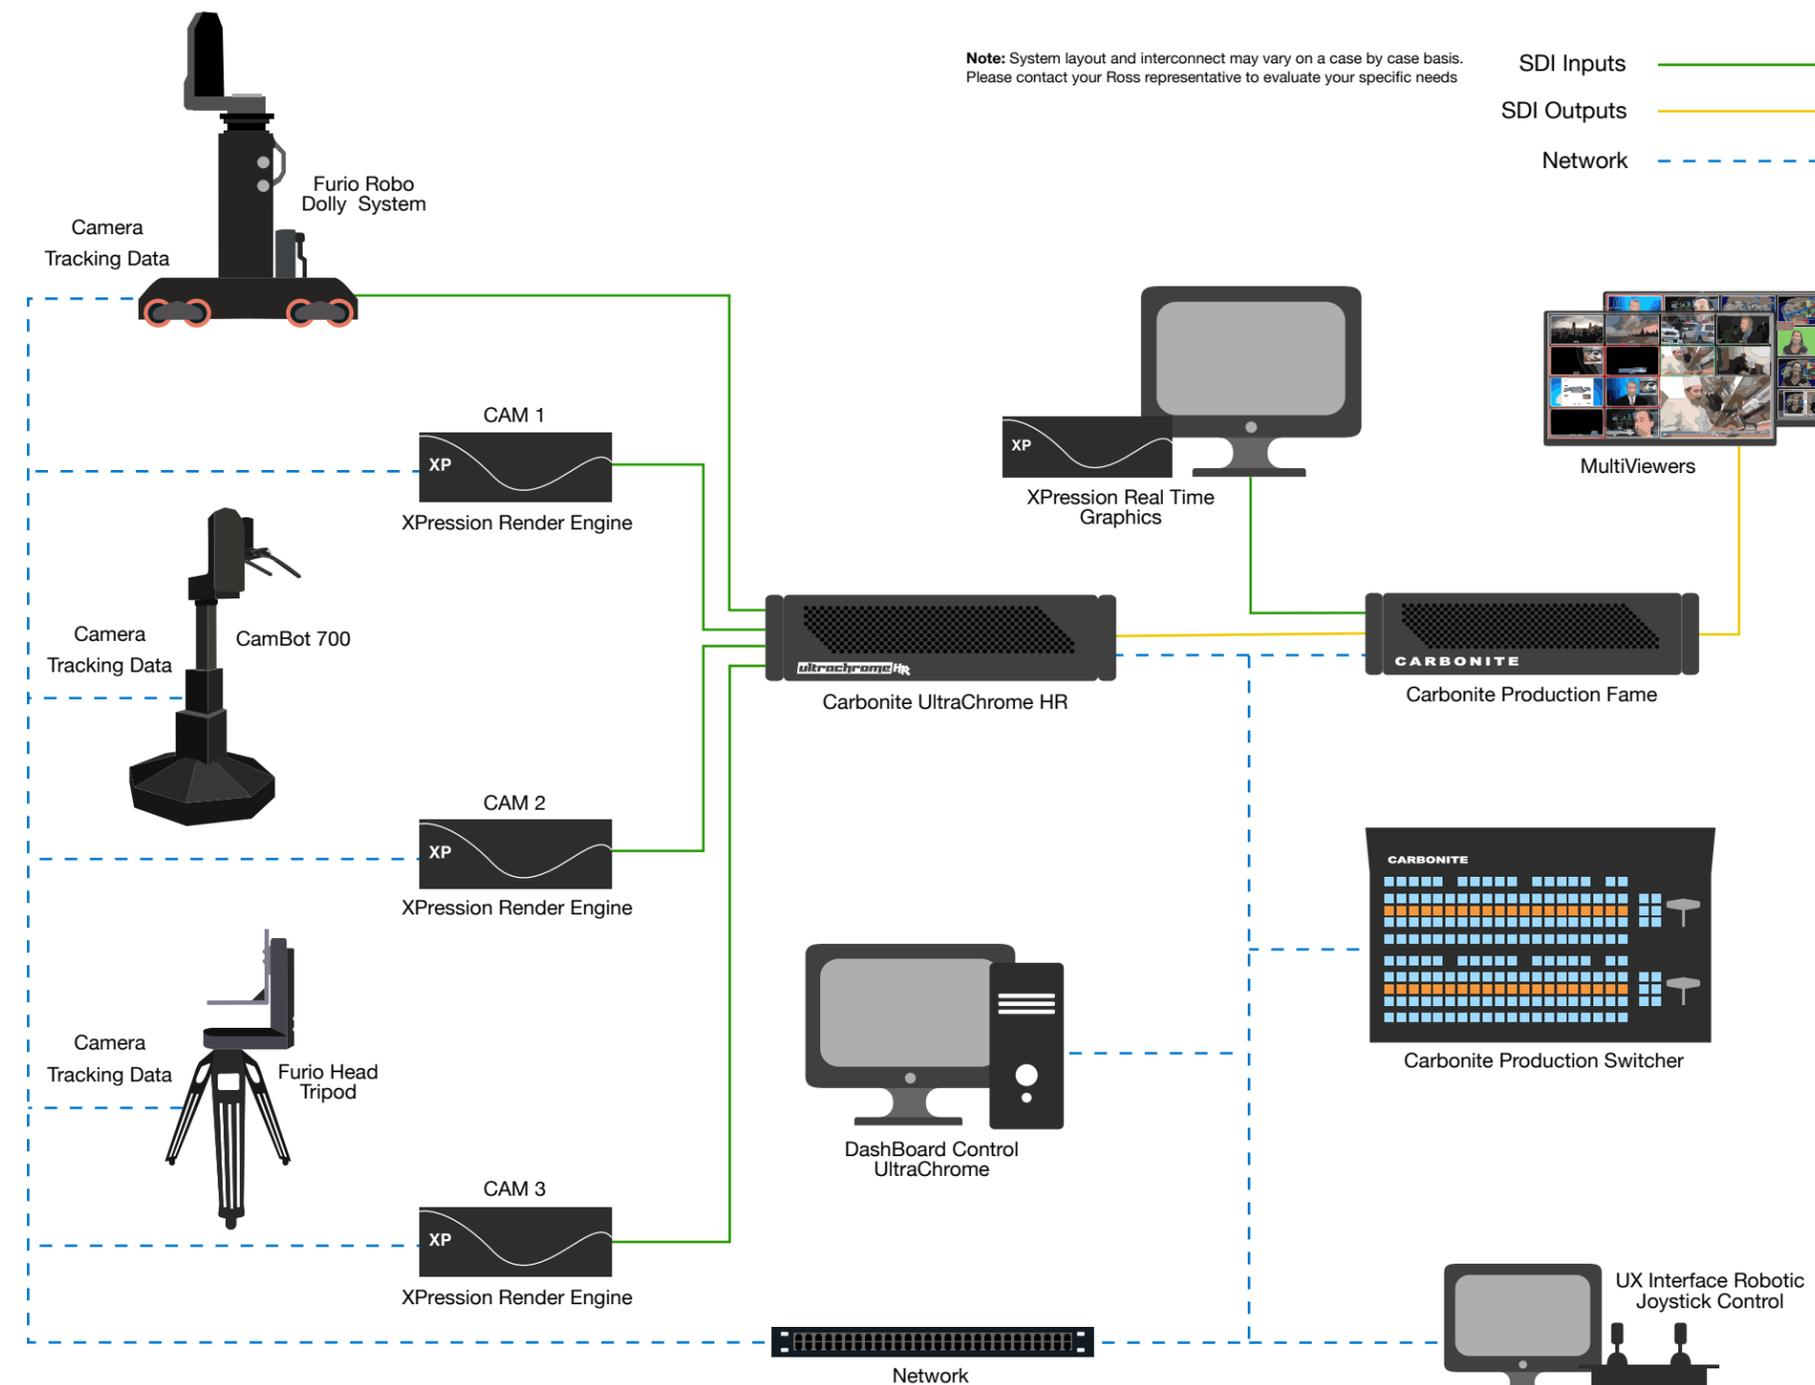 Note: System layout and interconnect may vary on a case by case basis.
Please contact your Ross representative to evaluate your specific needs
SDI Inputs
SDI Outputs
Network
Furio Robo
Dolly System
Camera
Tracking Data
CAM 1
XP
XPression Render Engine
XP
XPression Real Time
Graphics
MultiViewers
Camera
Tracking Data
CamBot 700
ultrachrome HR
Carbonite UltraChrome HR
CARBONITE
Carbonite Production Fame
CAM 2
XP
XPression Render Engine
CARBONITE
Carbonite Production Switcher
Camera
Tracking Data
Furio Head
Tripod
DashBoard Control
UltraChrome
CAM 3
XP
XPression Render Engine
UX Interface Robotic
Joystick Control
Network